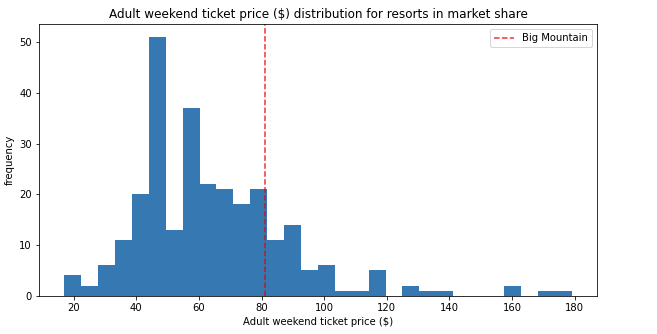 Adult weekend ticket price ($) distribution for resorts in market share
Big Mountain
frequency
50
40
30
20
10
0
20 40 60 80 100 120 140 160 180
Adult weekend ticket price ($)